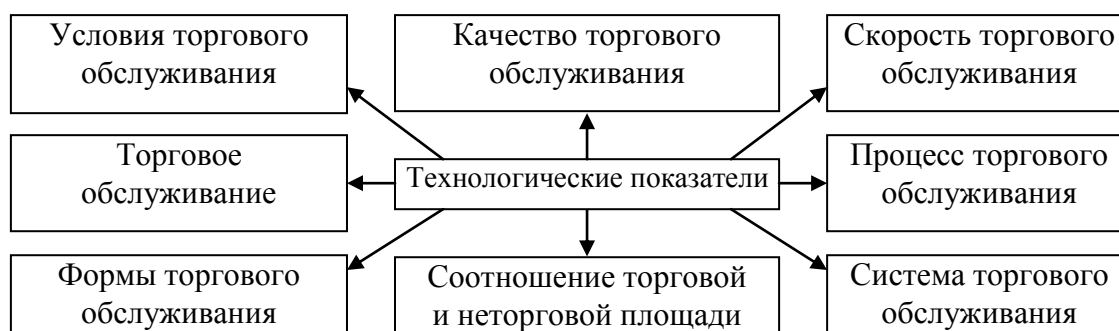 Условия торгового
обслуживания
Качество торгового
обслуживания
Скорость торгового
обслуживания
Торговое
обслуживание
Технологические показатели
Процесс торгового
обслуживания
Формы торгового
обслуживания
Соотношение торговой
и неторговой площади
Система торгового
обслуживания